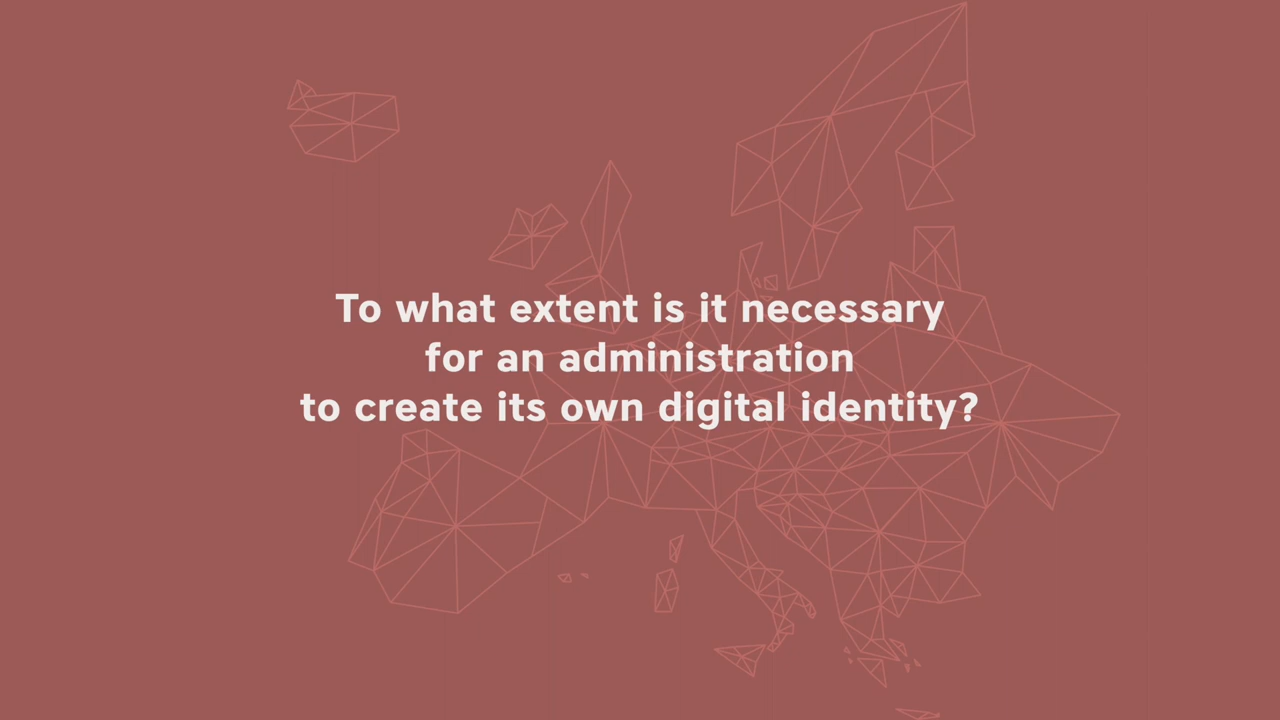 To what extent is it necessary
for an administration
to create its own digital identity?